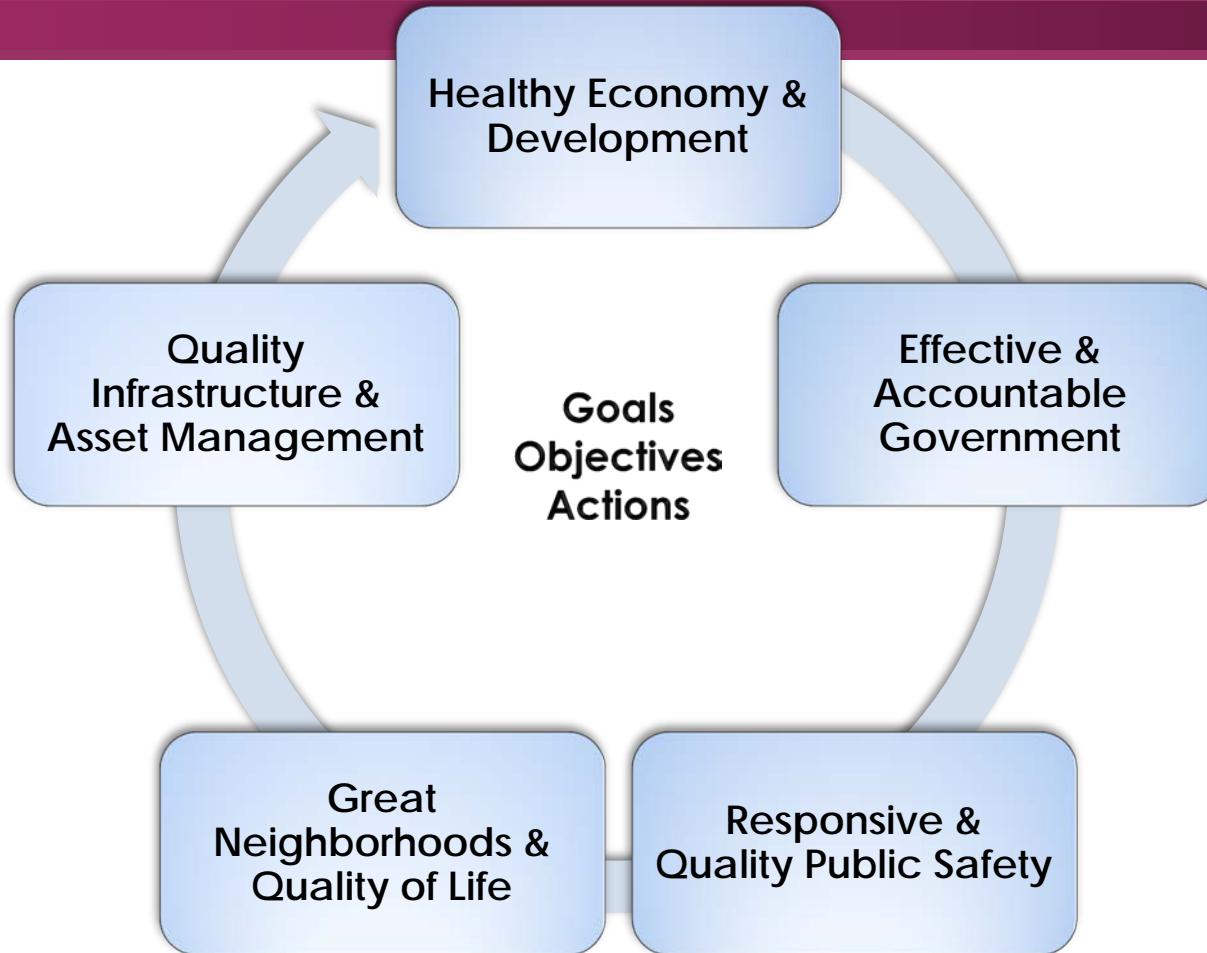 Healthy Economy &
Development
Effective &
Accountable
Government
Responsive &
Quality Public Safety
Great
Neighborhoods &
Quality of Life
Quality
Infrastructure &
Asset Management
Goals
Objectives
Actions